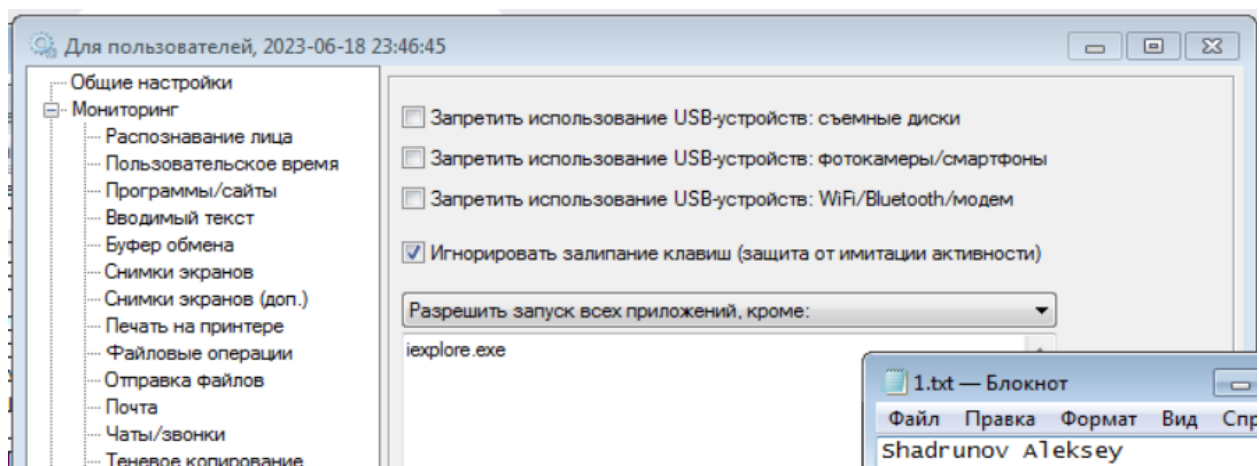 Для пользователей, 2023-06-18 23:46:45
Общие настройки
Мониторинг
Распознавание лица
Пользовательское время
Программы/сайты
Вводимый текст
Буфер обмена
Снимки экранов
Снимки экранов (доп.)
Печать на принтере
Файловые операции
Отправка файлов
Почта
Чаты/звонки
Теневое копирование
Запретить использование USB-устройств: съемные диски
Запретить использование USB-устройств: фотокамеры/смартфоны
Запретить использование USB-устройств: WiFi/Bluetooth/модем
Игнорировать залипание клавиш (защита от имитации активности)
Разрешить запуск всех приложений, кроме:
iexplore.exe
1.txt — Блокнот
Файл Правка Формат Вид Спр
Shadrunov Aleksey